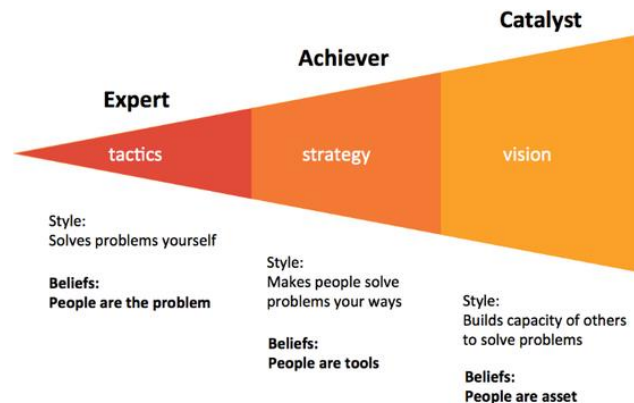 Catalyst
Achiever
Expert
tactics
strategy
vision
Style:
Solves problems yourself
Beliefs:
People are the problem
Style:
Makes people solve
problems your ways
Beliefs:
People are tools
Style:
Builds capacity of others
to solve problems
Beliefs:
People are asset